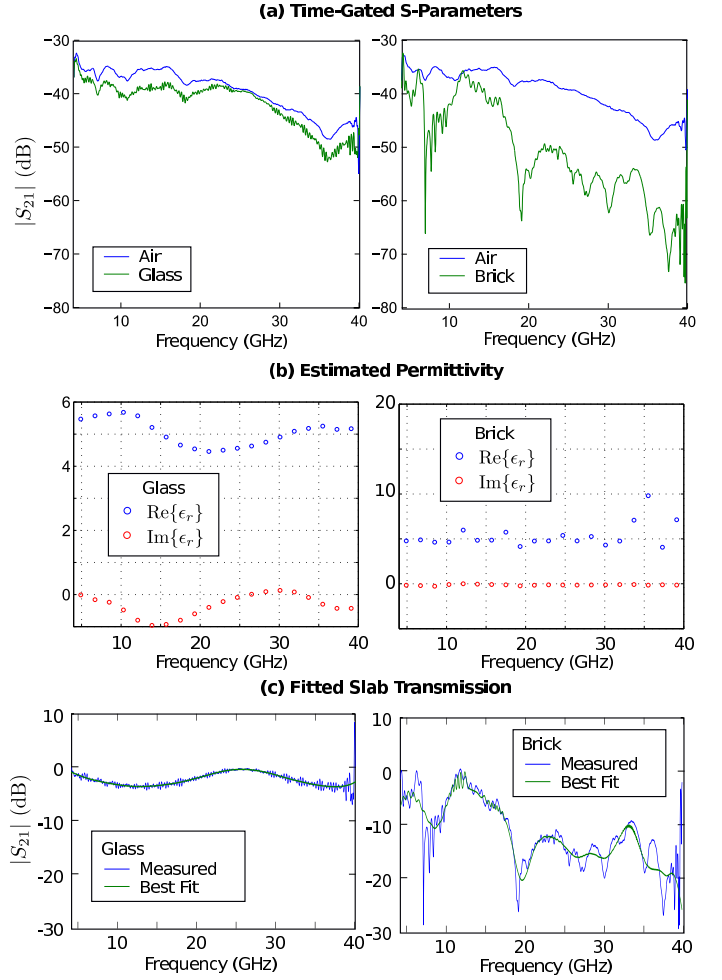 (a) Time-Gated S-Parameters
−30
−40
−50
−60
−70
−80
|S21| (dB)
10 20 30 40
Frequency (GHz)
Air
Glass
−30
−40
−50
−60
−70
−80
10 20 30 40
Frequency (GHz)
Air
Brick
(b) Estimated Permittivity
6
4
2
0
10 20 30 40
Frequency (GHz)
Glass
Re{ϵr}
Im{ϵr}
20
10
0
10 20 30 40
Frequency (GHz)
Brick
Re{ϵr}
Im{ϵr}
(c) Fitted Slab Transmission
10
0
-10
-20
-30
|S21| (dB)
10 20 30 40
Frequency (GHz)
Glass
Measured
Best Fit
10
0
-10
-20
-30
10 20 30 40
Frequency (GHz)
Brick
Measured
Best Fit